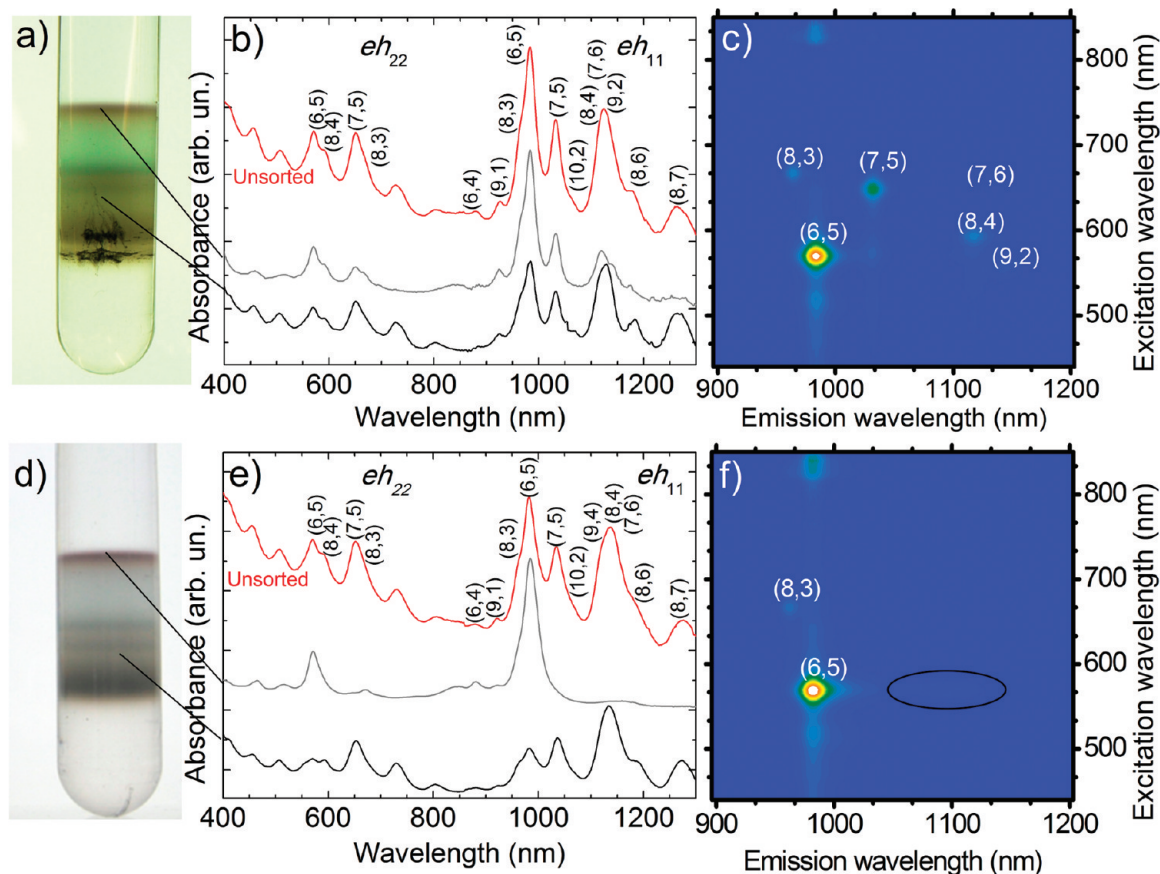 a)
b)
c)
eh22
eh11
(6,5)
(8,4)
(7,5)
(8,3)
(6,4)
(9,1)
(8,3)
(6,5)
(7,5)
(10,2)
(8,4)
(7,6)
(9,2)
(8,6)
(8,7)
Unsorted
Absorbance (arb. un.)
400 600 800 1000 1200
Wavelength (nm)
(8,3)
(7,5)
(7,6)
(6,5)
(8,4)
(9,2)
800
700
600
500
Excitation wavelength (nm)
900 1000 1100 1200
Emission wavelength (nm)
d)
e)
f)
eh22
eh11
(6,5)
(8,4)
(7,5)
(8,3)
(6,4)
(9,1)
(8,3)
(6,5)
(7,5)
(10,2)
(9,4)
(8,4)
(7,6)
(8,6)
(8,7)
Unsorted
Absorbance (arb. un.)
400 600 800 1000 1200
Wavelength (nm)
(8,3)
(6,5)
800
700
600
500
Excitation wavelength (nm)
900 1000 1100 1200
Emission wavelength (nm)